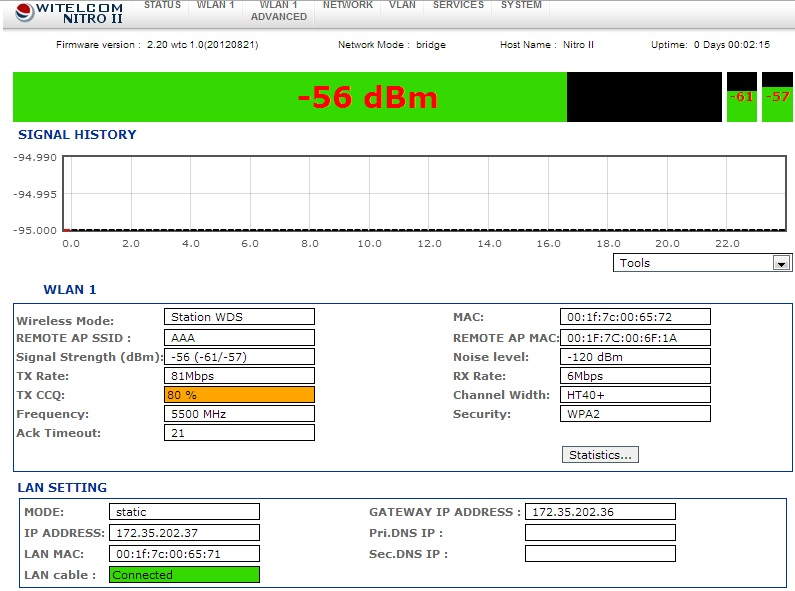 WITELCOM
NITRO II
STATUS WLAN 1 WLAN 1 ADVANCED NETWORK VLAN SERVICES SYSTEM
Firmware version : 2.20 wtc 1.0(20120821) Network Mode : bridge Host Name : Nitro II Uptime: 0 Days 00:02:15
-56 dBm -61 -57
SIGNAL HISTORY
-94.990
-94.995
-95.000
0.0 2.0 4.0 6.0 8.0 10.0 12.0 14.0 16.0 18.0 20.0 22.0
Tools
WLAN 1
Wireless Mode: Station WDS MAC: 00:1f:7c:00:65:72
REMOTE AP SSID : AAA REMOTE AP MAC: 00:1F:7C:00:6F:1A
Signal Strength (dBm): -56 (-61/-57) Noise level: -120 dBm
TX Rate: 81Mbps RX Rate: 6Mbps
TX CCQ: 80 % Channel Width: HT40+
Frequency: 5500 MHz Security: WPA2
Ack Timeout: 21
Statistics...
LAN SETTING
MODE: static GATEWAY IP ADDRESS : 172.35.202.36
IP ADDRESS: 172.35.202.37 Pri.DNS IP :
LAN MAC: 00:1f:7c:00:65:71 Sec.DNS IP :
LAN cable : Connected